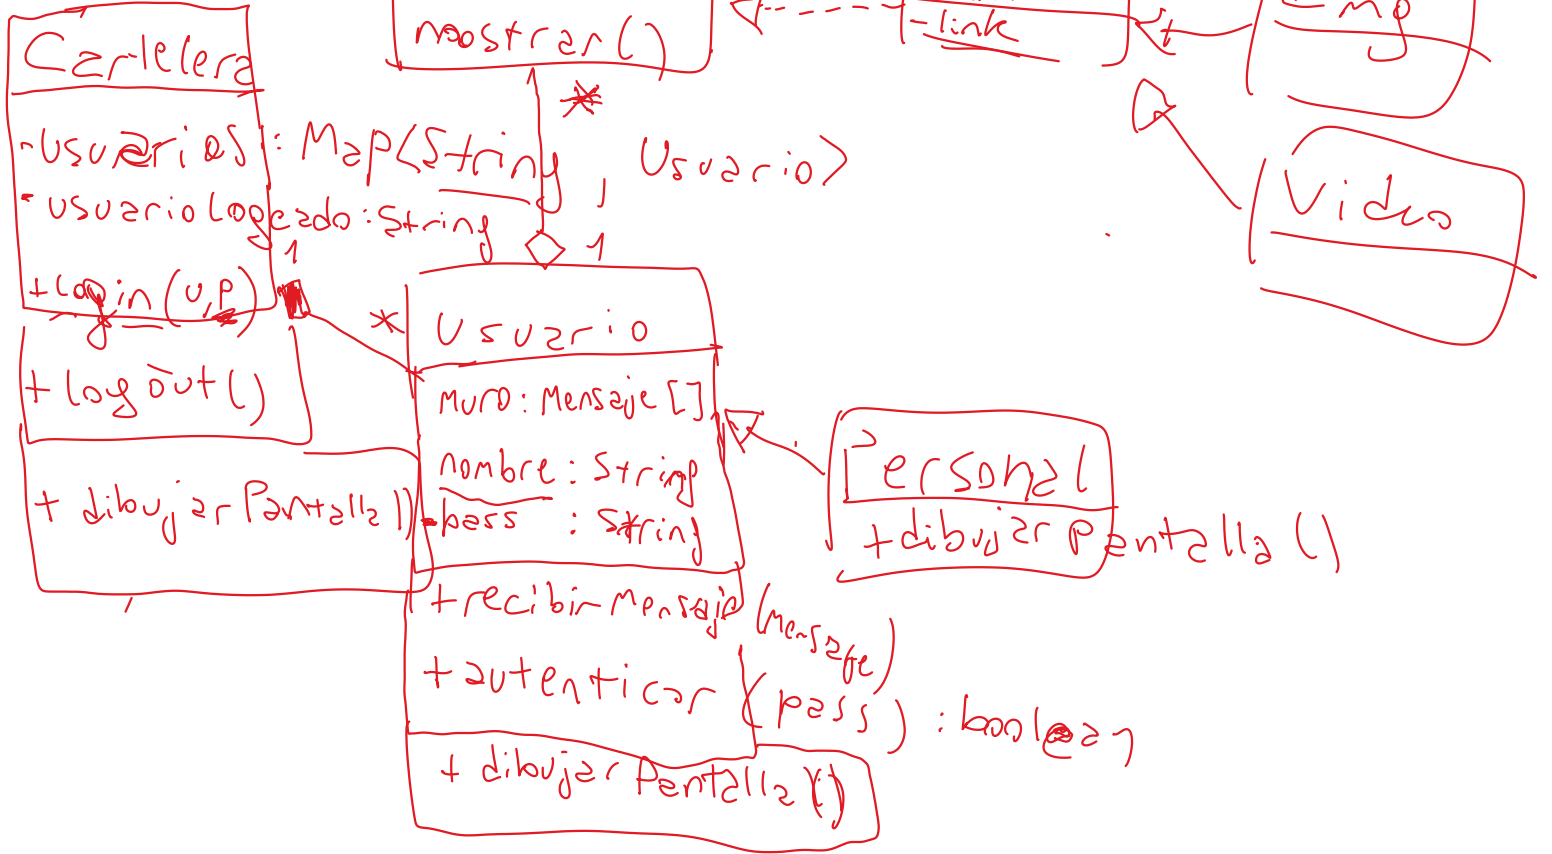 Cartelera
-usuarios: Map<String, Usuario>
-usuarioLogeado: String
+login(u,p)
+logout()
+ dibujarPantalla()
mostrar()
*
-link
Img
Video
1
1
*
Usuario
muro: Mensaje[]
nombre: String
-pass : String
+recibirMensaje(Mensaje)
+autenticar (pass) : boolean
+ dibujarPantalla()
Personal
+dibujarPantalla()